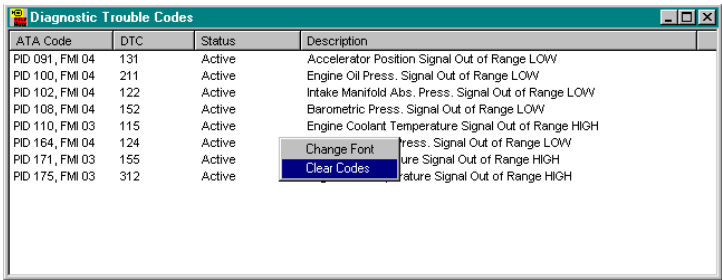 Diagnostic Trouble Codes
ATA Code DTC Status Description
PID 091, FMI 04 131 Active Accelerator Position Signal Out of Range LOW
PID 100, FMI 04 211 Active Engine Oil Press. Signal Out of Range LOW
PID 102, FMI 04 122 Active Intake Manifold Abs. Press. Signal Out of Range LOW
PID 108, FMI 04 152 Active Barometric Press. Signal Out of Range LOW
PID 110, FMI 03 115 Active Engine Coolant Temperature Signal Out of Range HIGH
PID 164, FMI 04 124 Active Press. Signal Out of Range LOW
Change Font
PID 171, FMI 03 155 Active Signal Out of Range HIGH
Clear Codes
PID 175, FMI 03 312 Active Signal Out of Range HIGH